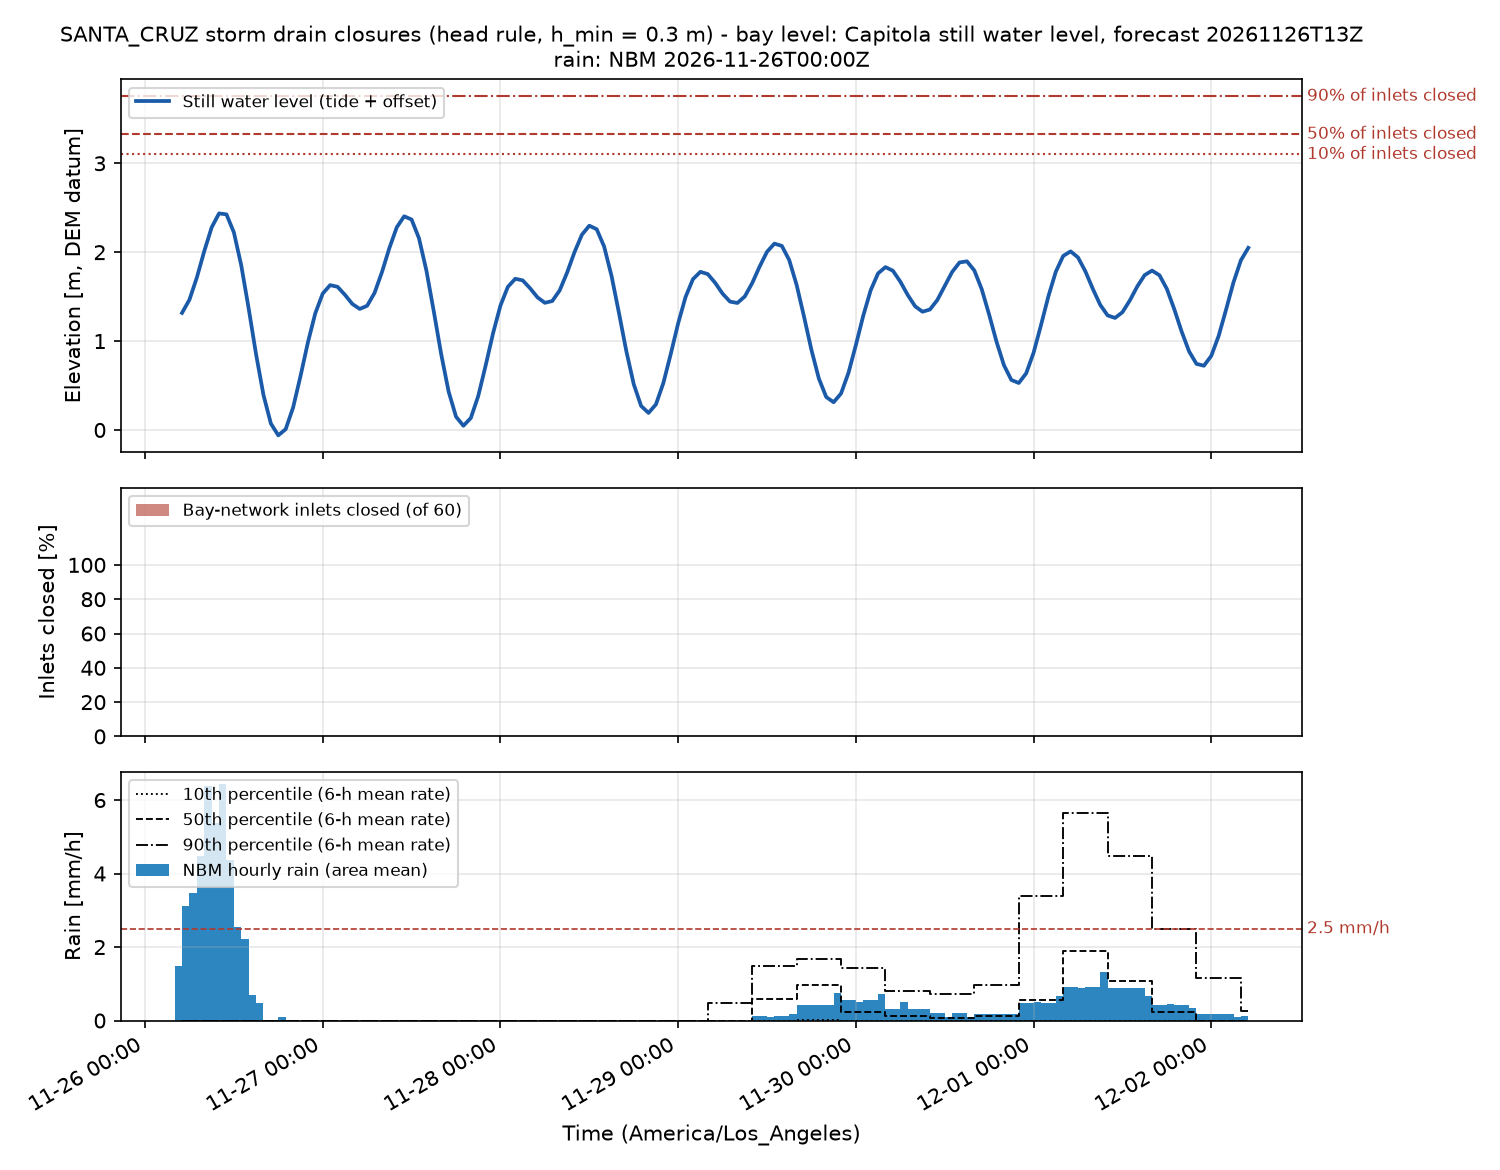 SANTA_CRUZ storm drain closures (head rule, h_min = 0.3 m) - bay level: Capitola still water level, forecast 20261126T13Z
rain: NBM 2026-11-26T00:00Z
Still water level (tide + offset)
90% of inlets closed
50% of inlets closed
10% of inlets closed
Elevation [m, DEM datum]
3
2
1
0
Bay-network inlets closed (of 60)
Inlets closed [%]
100
80
60
40
20
0
10th percentile (6-h mean rate)
50th percentile (6-h mean rate)
90th percentile (6-h mean rate)
NBM hourly rain (area mean)
2.5 mm/h
Rain [mm/h]
6
4
2
0
11-26 00:00
11-27 00:00
11-28 00:00
11-29 00:00
11-30 00:00
12-01 00:00
12-02 00:00
Time (America/Los_Angeles)